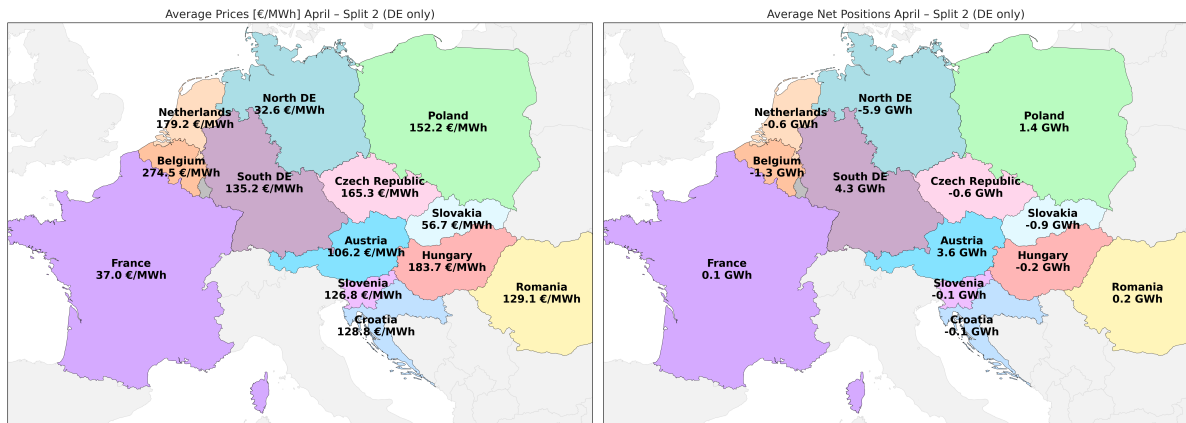 Average Prices [€/MWh] April – Split 2 (DE only)
North DE
32.6 €/MWh
Netherlands
179.2 €/MWh
Poland
152.2 €/MWh
Belgium
274.5 €/MWh
South DE
135.2 €/MWh
Czech Republic
165.3 €/MWh
Slovakia
56.7 €/MWh
Austria
106.2 €/MWh
Hungary
183.7 €/MWh
France
37.0 €/MWh
Slovenia
126.8 €/MWh
Romania
129.1 €/MWh
Croatia
128.8 €/MWh
Average Net Positions April – Split 2 (DE only)
North DE
-5.9 GWh
Netherlands
-0.6 GWh
Poland
1.4 GWh
Belgium
-1.3 GWh
South DE
4.3 GWh
Czech Republic
-0.6 GWh
Slovakia
-0.9 GWh
Austria
3.6 GWh
Hungary
-0.2 GWh
France
0.1 GWh
Slovenia
-0.1 GWh
Romania
0.2 GWh
Croatia
-0.1 GWh